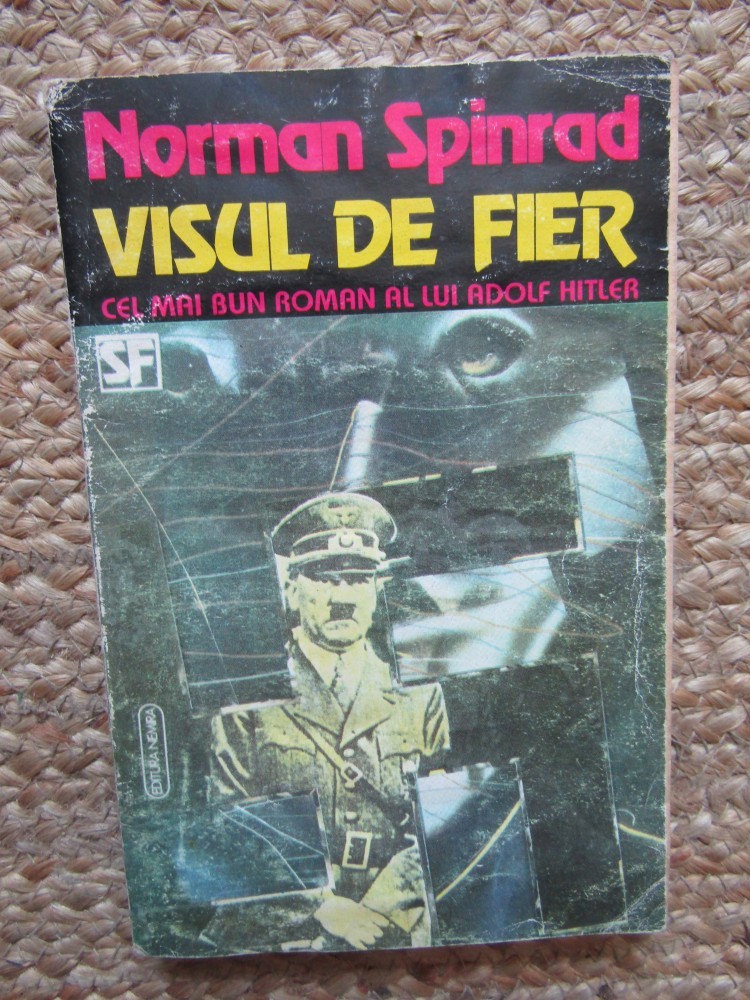 Norman Spinrad
VISUL DE FIER
CEL MAI BUN ROMAN AL LUI ADOLF HITLER
SF
EDITURA NEMIRA